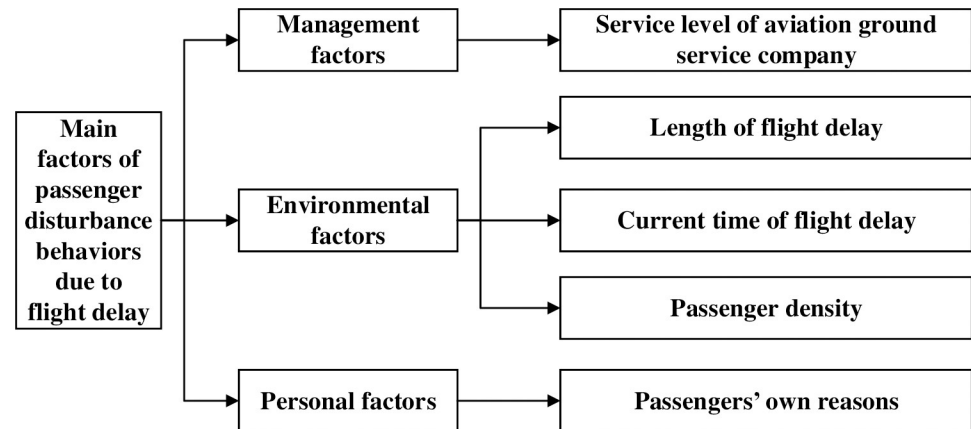 Main
factors of
passenger
disturbance
behaviors
due to
flight delay
Management
factors
Service level of aviation ground
service company
Environmental
factors
Length of flight delay
Current time of flight delay
Passenger density
Personal factors
Passengers’ own reasons